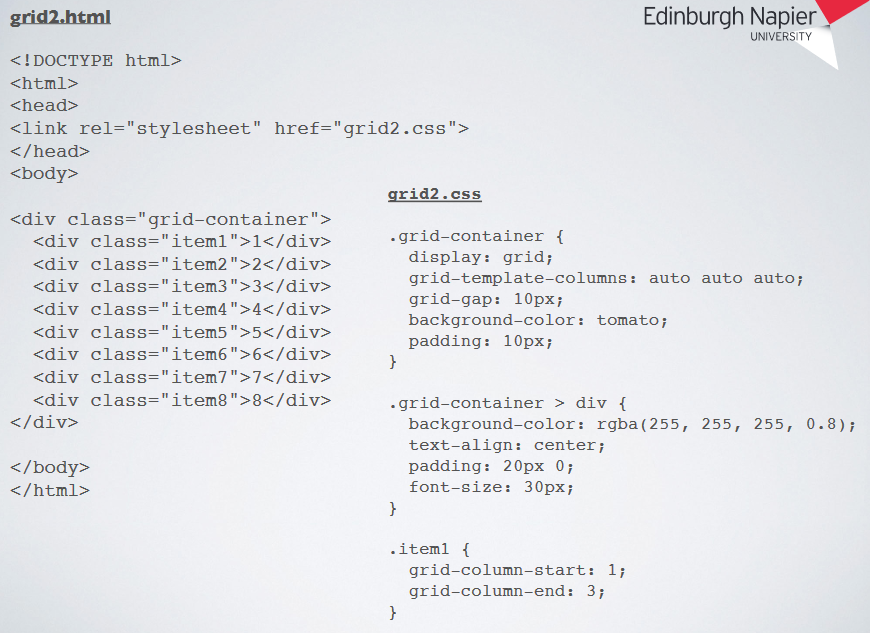 grid2.html
Edinburgh Napier
UNIVERSITY
<!DOCTYPE html>
<html>
<head>
<link rel="stylesheet" href="grid2.css">
</head>
<body>
<div class="grid-container">
  <div class="item1">1</div>
  <div class="item2">2</div>
  <div class="item3">3</div>
  <div class="item4">4</div>
  <div class="item5">5</div>
  <div class="item6">6</div>
  <div class="item7">7</div>
  <div class="item8">8</div>
</div>
</body>
</html>
grid2.css
.grid-container {
  display: grid;
  grid-template-columns: auto auto auto;
  grid-gap: 10px;
  background-color: tomato;
  padding: 10px;
}
.grid-container > div {
  background-color: rgba(255, 255, 255, 0.8);
  text-align: center;
  padding: 20px 0;
  font-size: 30px;
}
.item1 {
  grid-column-start: 1;
  grid-column-end: 3;
}